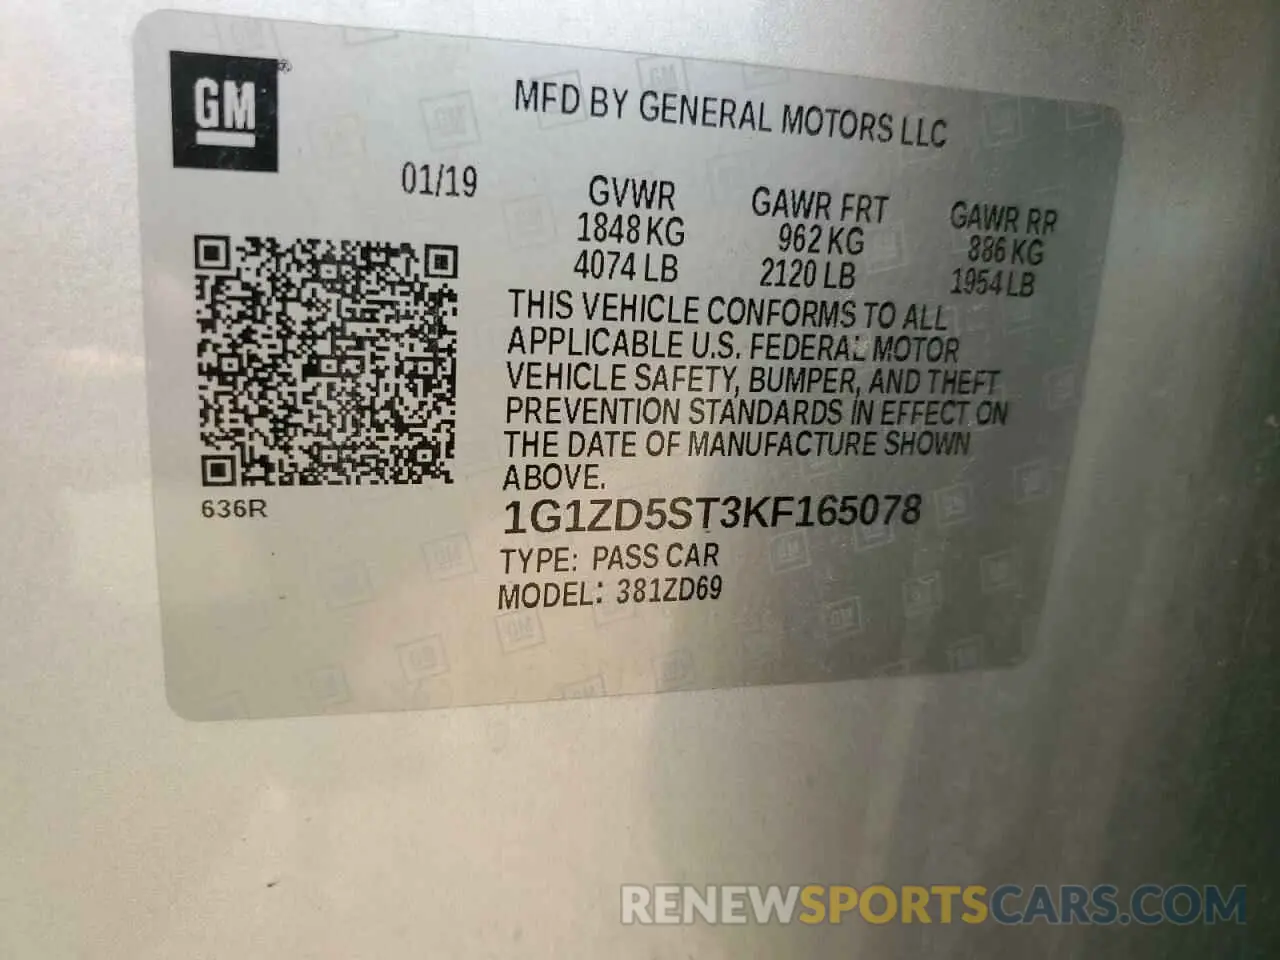 GM®
MFD BY GENERAL MOTORS LLC
01/19
GVWR GAWR FRT GAWR RR
1848 KG 962 KG 886 KG
4074 LB 2120 LB 1954 LB
THIS VEHICLE CONFORMS TO ALL
APPLICABLE U.S. FEDERAL MOTOR
VEHICLE SAFETY, BUMPER, AND THEFT
PREVENTION STANDARDS IN EFFECT ON
THE DATE OF MANUFACTURE SHOWN
ABOVE.
636R
1G1ZD5ST3KF165078
TYPE: PASS CAR
MODEL: 381ZD69
RENEWSPORTSCARS.COM